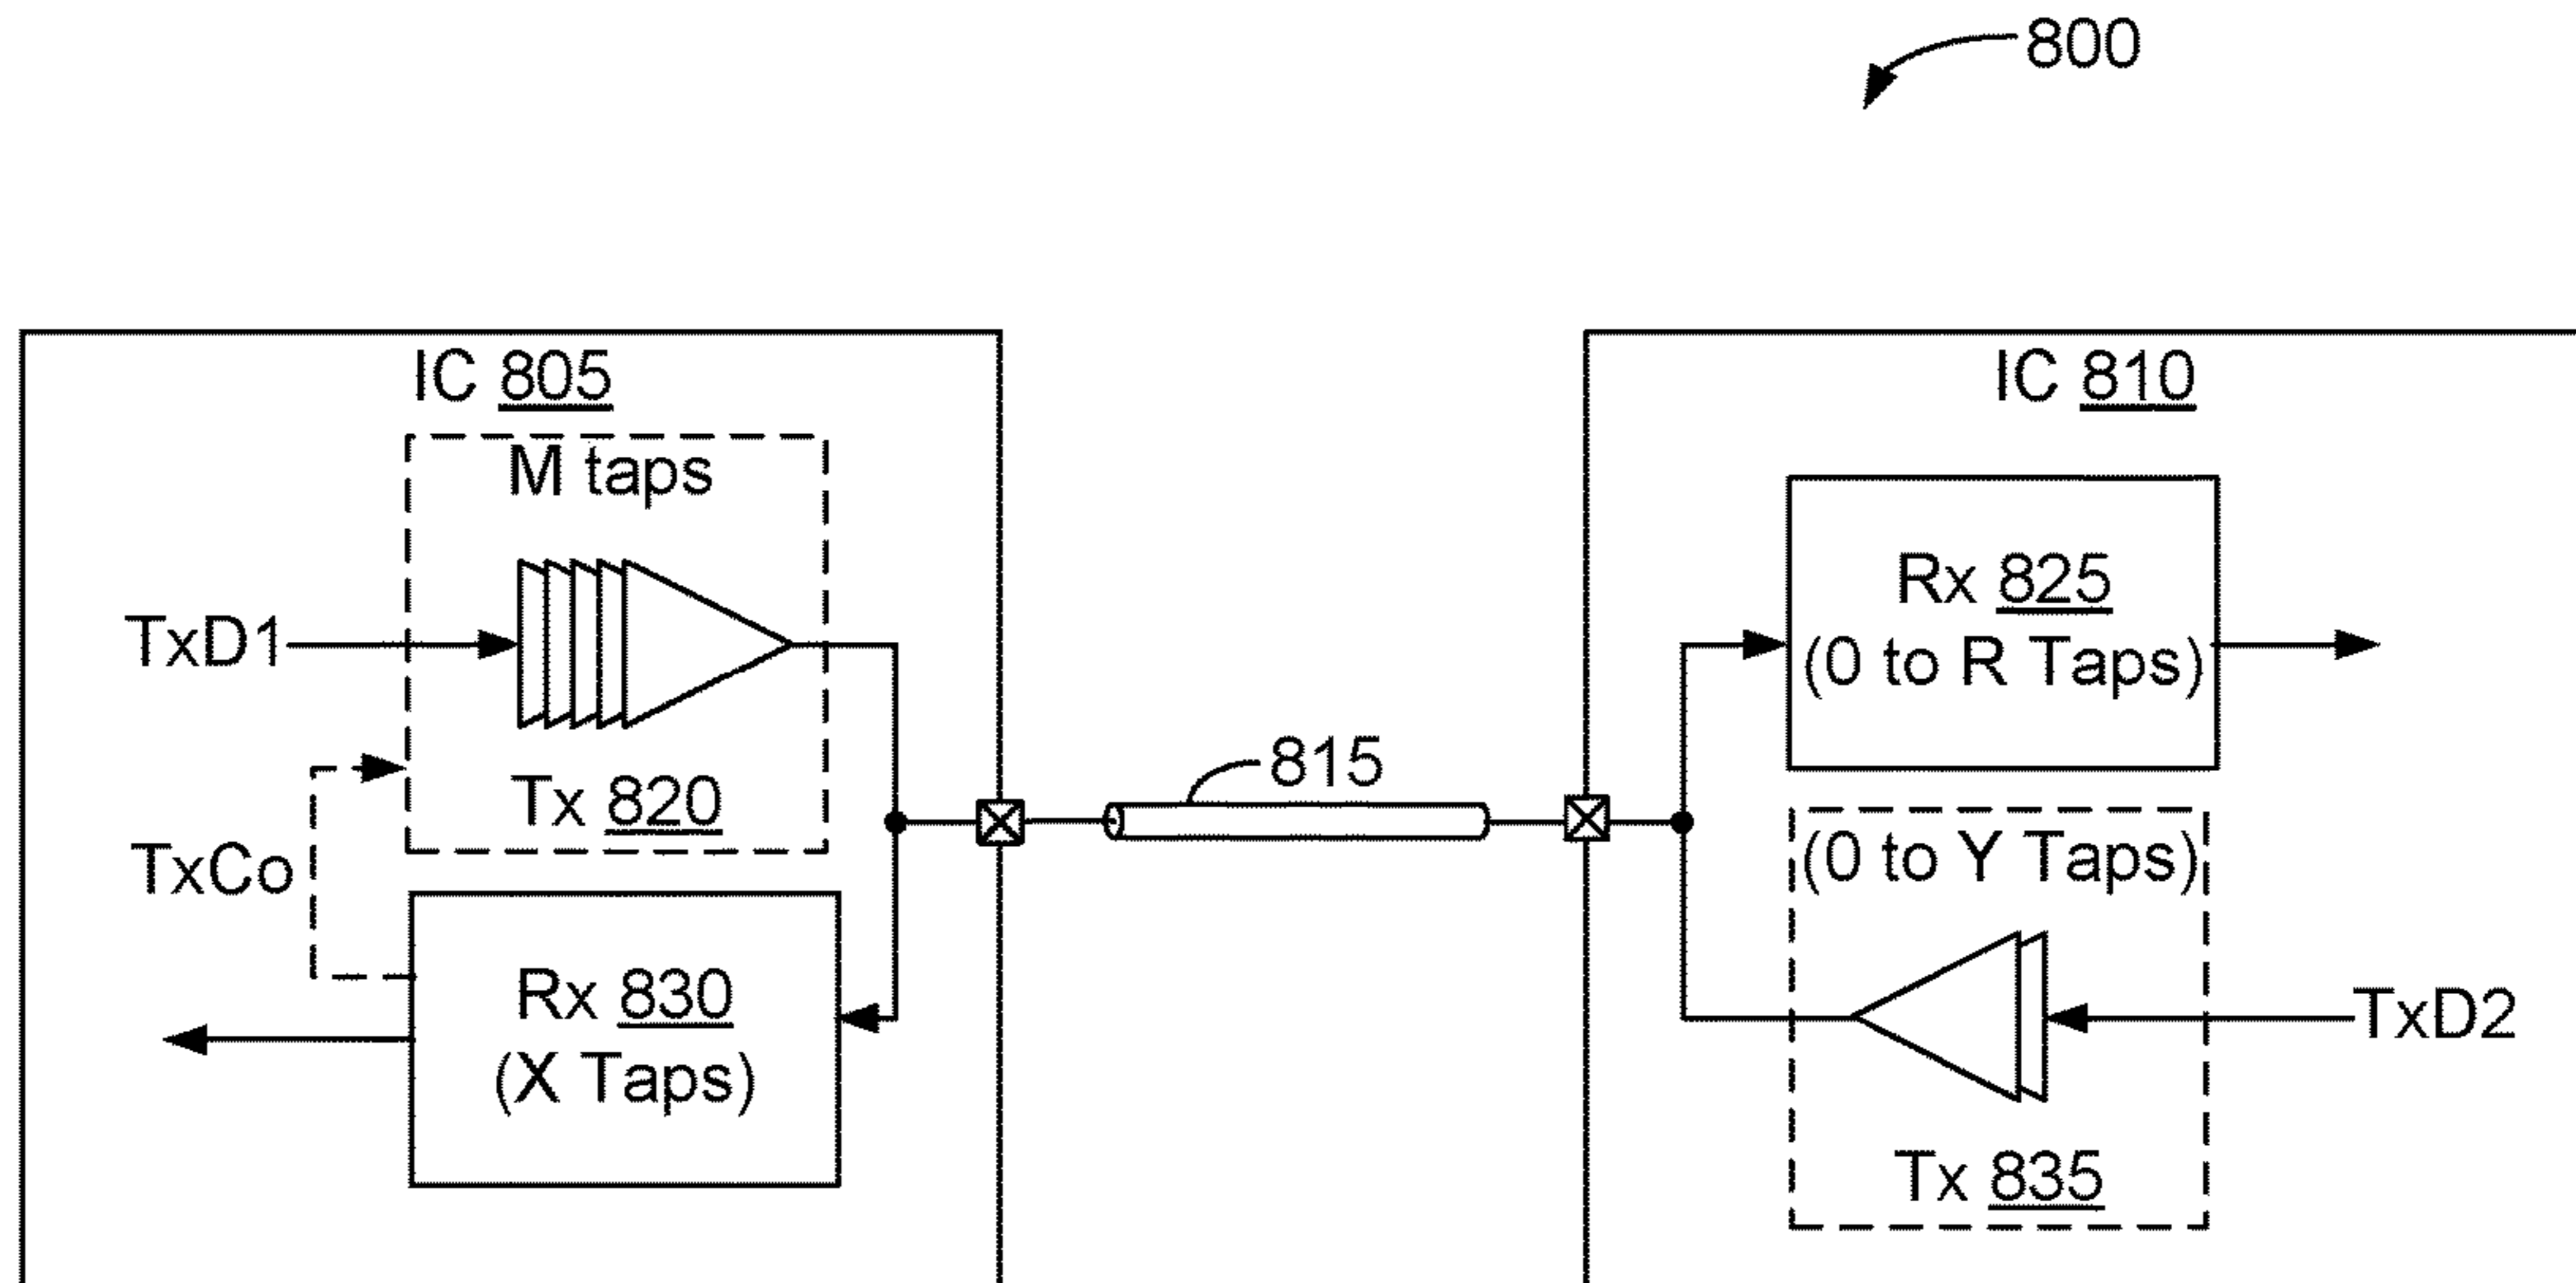 800
IC 805
M taps
TxD1
Tx 820
TxCo
Rx 830
(X Taps)
815
IC 810
Rx 825
(0 to R Taps)
(0 to Y Taps)
TxD2
Tx 835